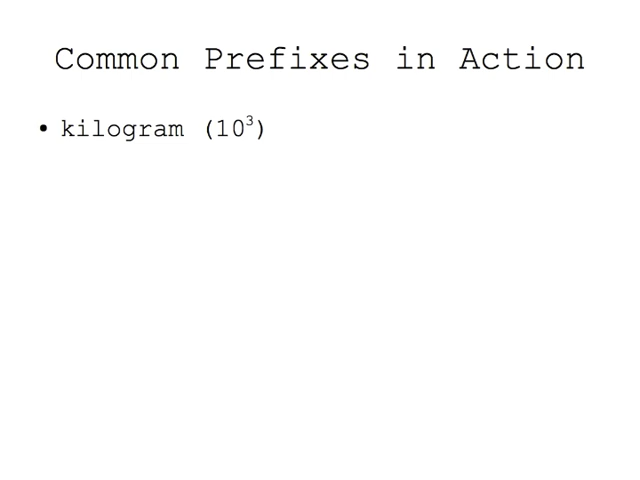 Common Prefixes in Action
• kilogram (10³)